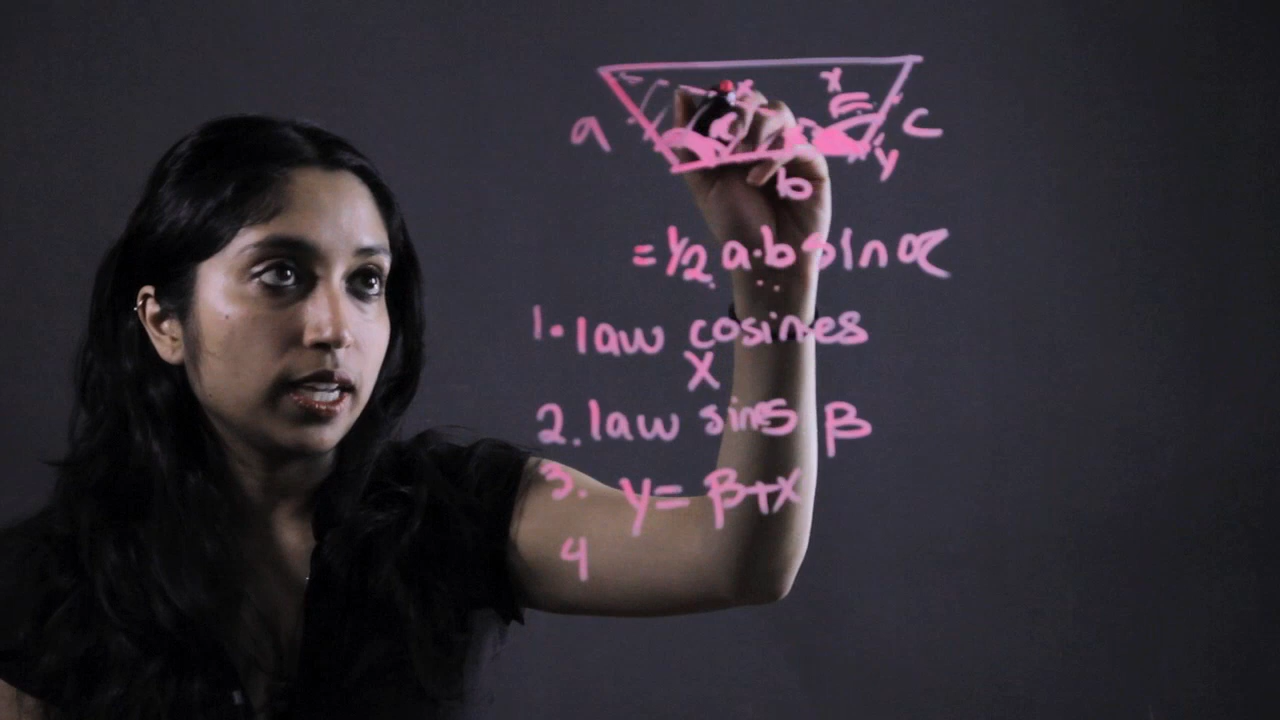 x
x
a
c
y
b
= 1/2 a·b sin α
1. law cosines
x
2. law sines β
3. y = β+x
4